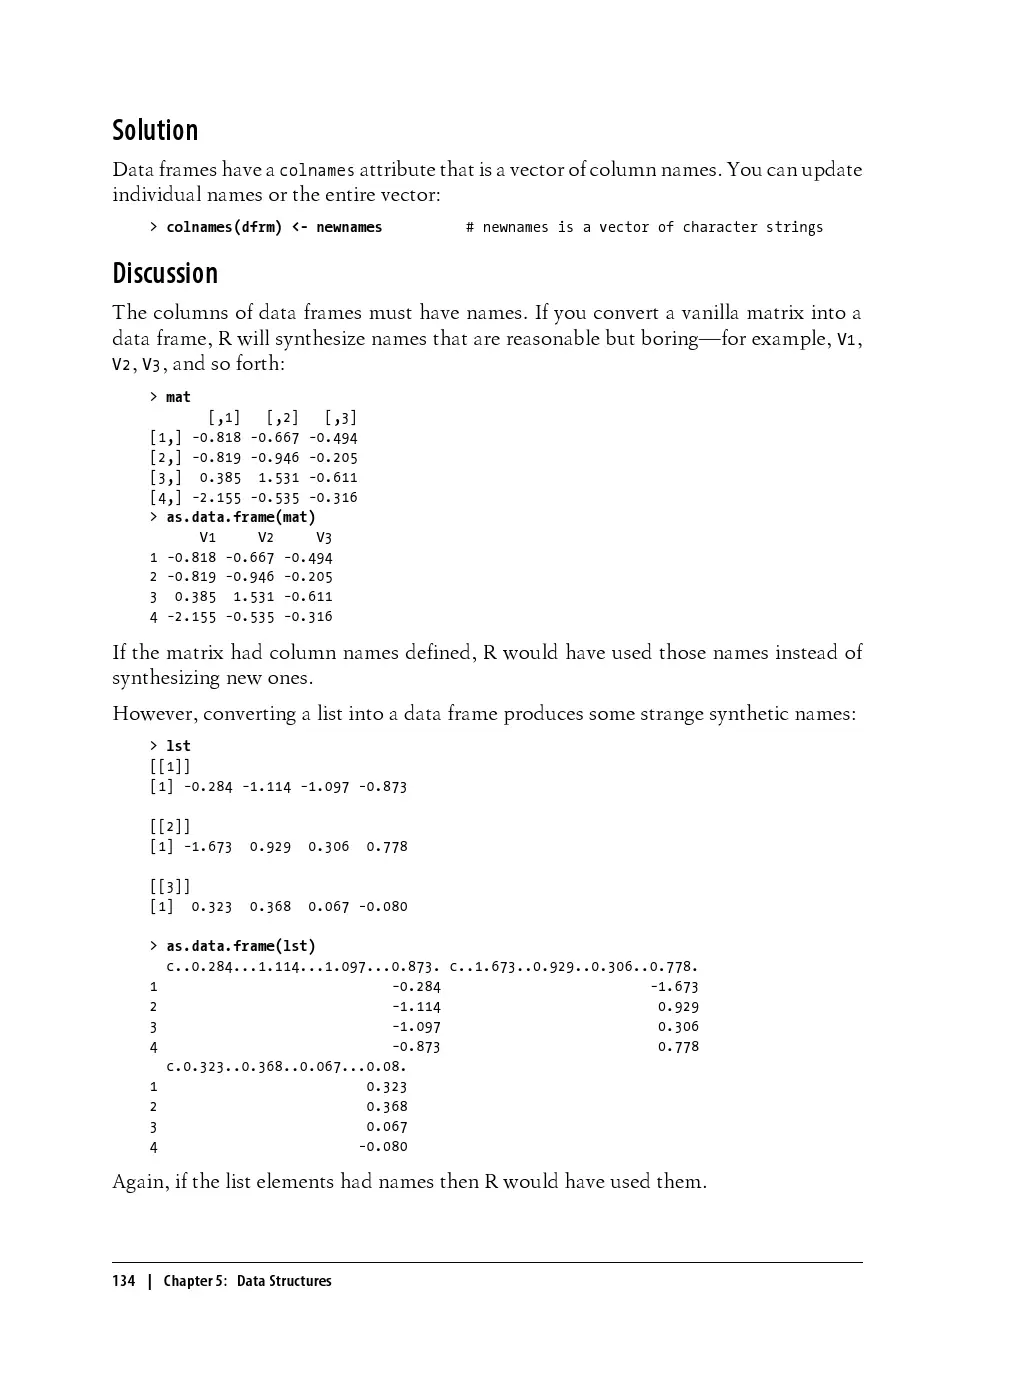 Solution
Data frames have a colnames attribute that is a vector of column names. You can update
individual names or the entire vector:
> colnames(dfrm) <- newnames          # newnames is a vector of character strings
Discussion
The columns of data frames must have names. If you convert a vanilla matrix into a
data frame, R will synthesize names that are reasonable but boring—for example, V1,
V2, V3, and so forth:
> mat
       [,1]   [,2]   [,3]
[1,] -0.818 -0.667 -0.494
[2,] -0.819 -0.946 -0.205
[3,]  0.385  1.531 -0.611
[4,] -2.155 -0.535 -0.316
> as.data.frame(mat)
      V1     V2     V3
1 -0.818 -0.667 -0.494
2 -0.819 -0.946 -0.205
3  0.385  1.531 -0.611
4 -2.155 -0.535 -0.316
If the matrix had column names defined, R would have used those names instead of
synthesizing new ones.
However, converting a list into a data frame produces some strange synthetic names:
> lst
[[1]]
[1] -0.284 -1.114 -1.097 -0.873
[[2]]
[1] -1.673  0.929  0.306  0.778
[[3]]
[1]  0.323  0.368  0.067 -0.080
> as.data.frame(lst)
  c..0.284...1.114...1.097...0.873. c..1.673..0.929..0.306..0.778.
1                            -0.284                         -1.673
2                            -1.114                          0.929
3                            -1.097                          0.306
4                            -0.873                          0.778
  c.0.323..0.368..0.067...0.08.
1                         0.323
2                         0.368
3                         0.067
4                        -0.080
Again, if the list elements had names then R would have used them.
134 | Chapter 5: Data Structures